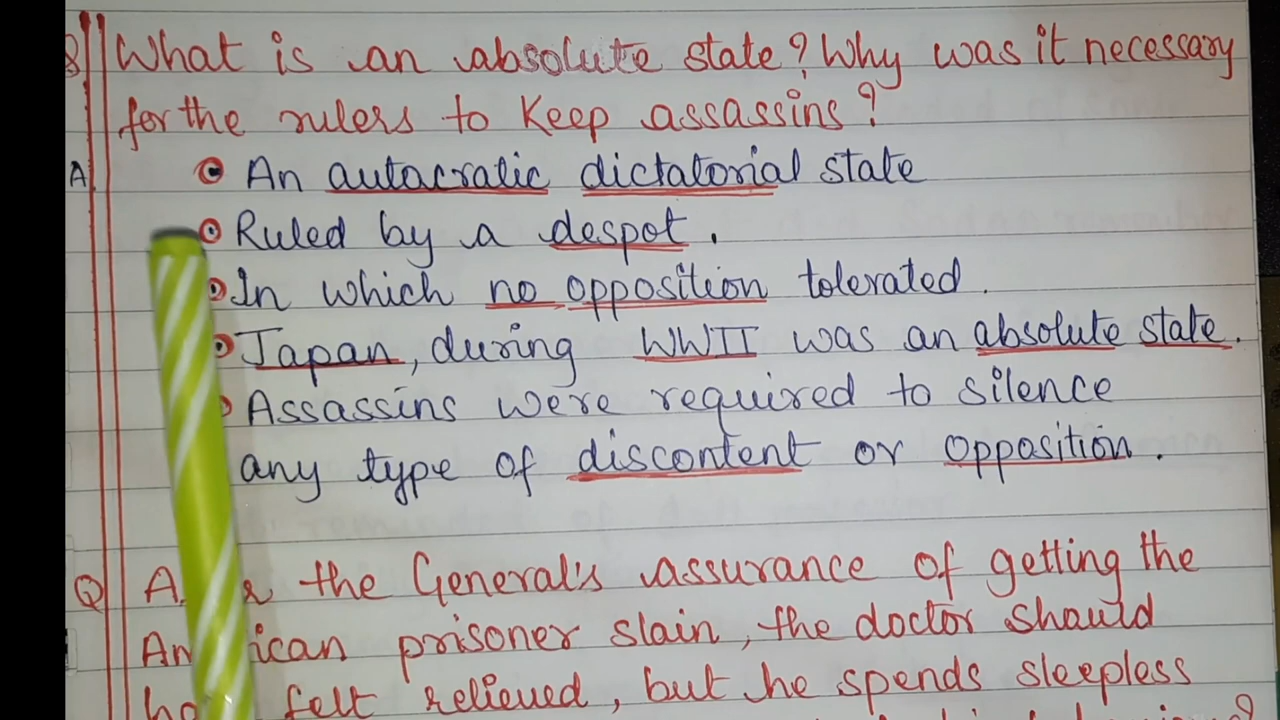 What is an absolute state? Why was it necessary
for the rulers to Keep assassins?
A An autacratic dictatorial state
Ruled by a despot.
In which no opposition tolerated.
Japan, during WWII was an absolute state.
Assassins were required to silence
any type of discontent or opposition.
Q the General's assurance of getting the
prisoner slain, the doctor should
felt relieved, but he spends sleepless